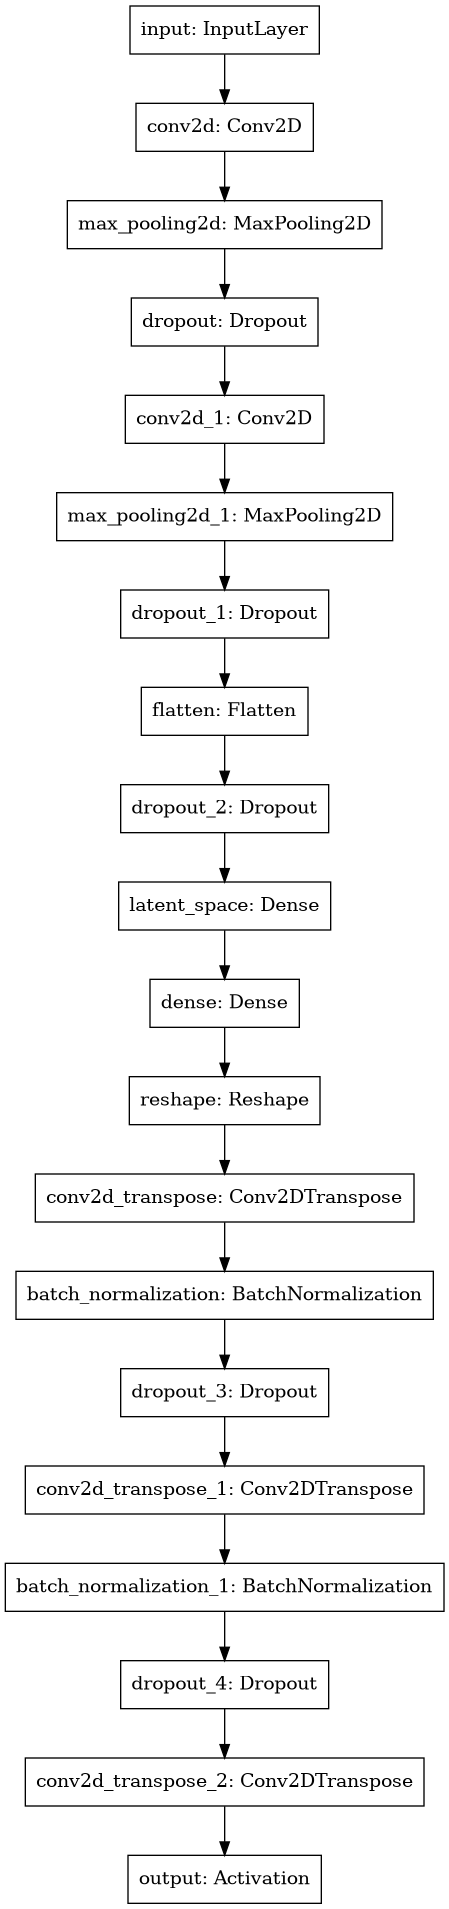 input: InputLayer
conv2d: Conv2D
max_pooling2d: MaxPooling2D
dropout: Dropout
conv2d_1: Conv2D
max_pooling2d_1: MaxPooling2D
dropout_1: Dropout
flatten: Flatten
dropout_2: Dropout
latent_space: Dense
dense: Dense
reshape: Reshape
conv2d_transpose: Conv2DTranspose
batch_normalization: BatchNormalization
dropout_3: Dropout
conv2d_transpose_1: Conv2DTranspose
batch_normalization_1: BatchNormalization
dropout_4: Dropout
conv2d_transpose_2: Conv2DTranspose
output: Activation